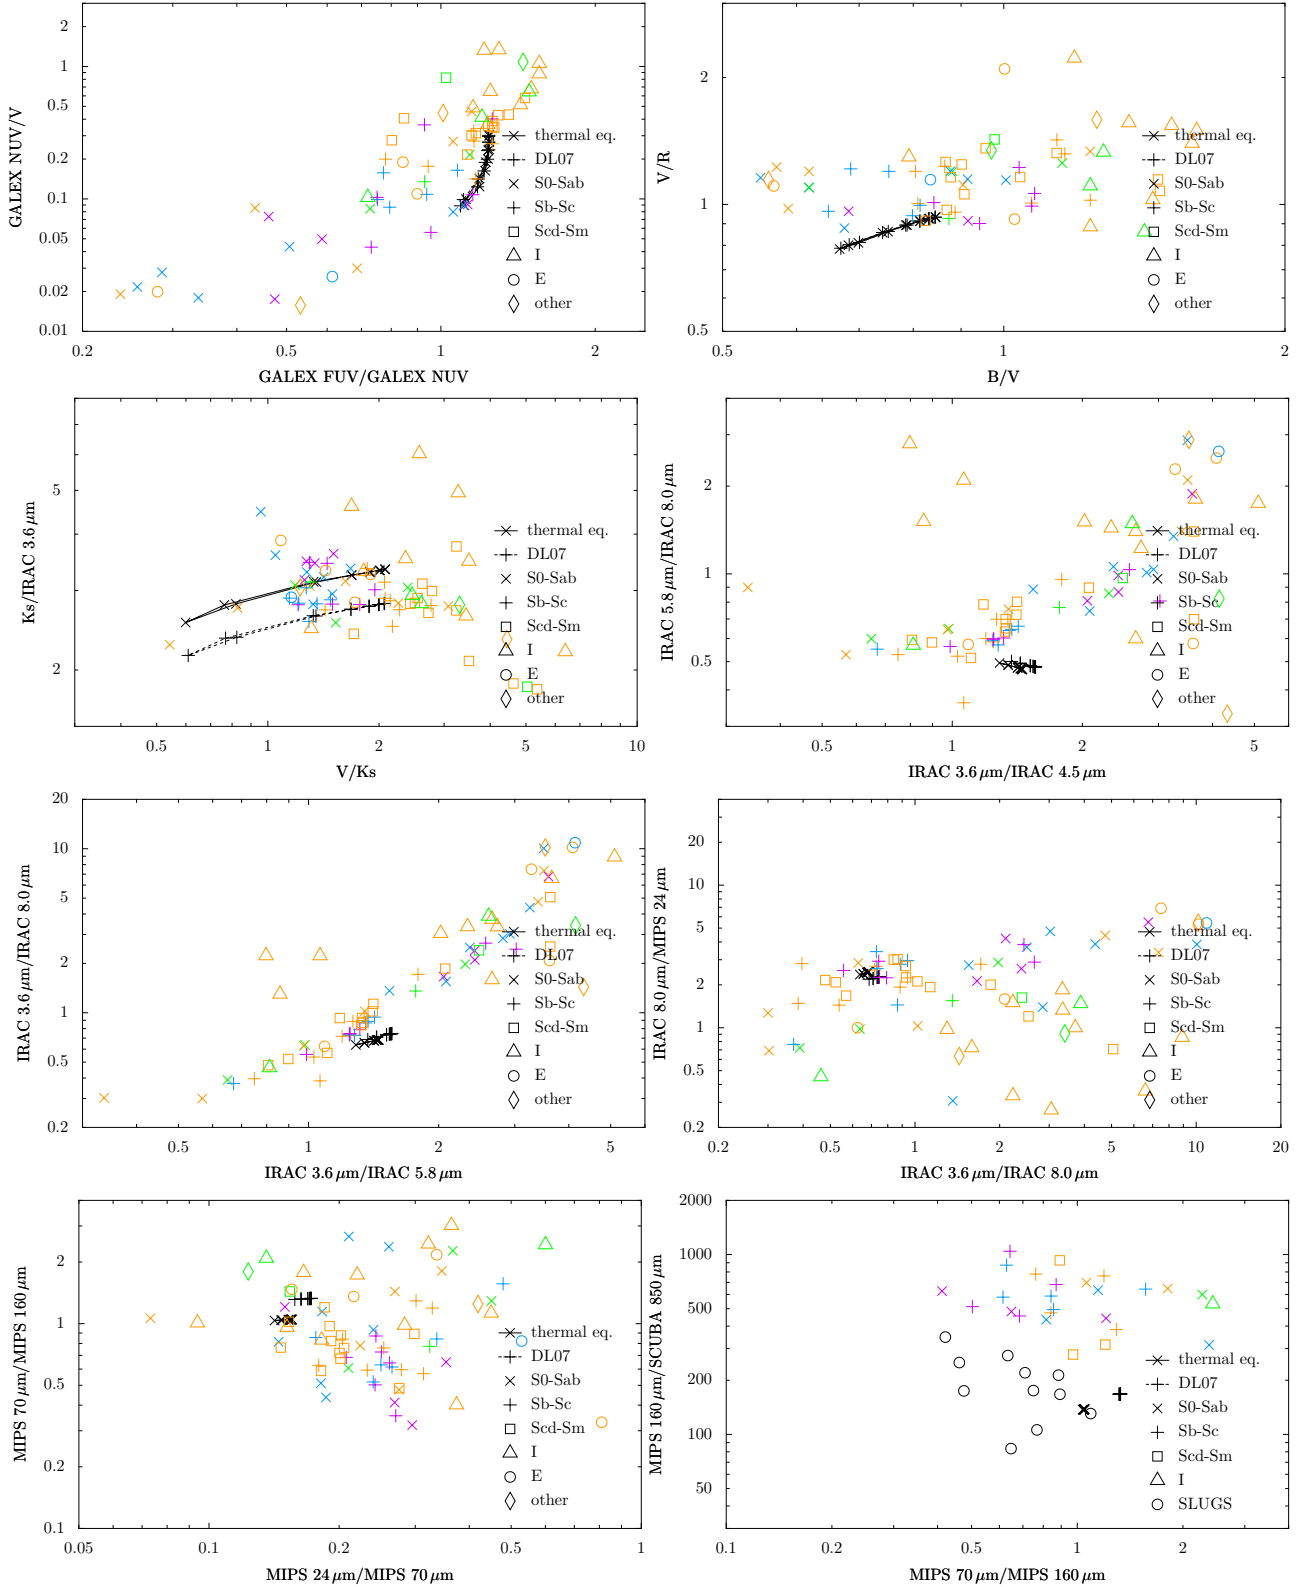 2
1
0.5
0.2
0.1
0.05
0.02
0.01
GALEX NUV/V
thermal eq.
DL07
S0-Sab
Sb-Sc
Scd-Sm
I
E
other
0.2 0.5 1 2
GALEX FUV/GALEX NUV
2
1
0.5
V/R
thermal eq.
DL07
S0-Sab
Sb-Sc
Scd-Sm
I
E
other
0.5 1 2
B/V
5
2
Ks/IRAC 3.6 μm
thermal eq.
DL07
S0-Sab
Sb-Sc
Scd-Sm
I
E
other
0.5 1 2 5 10
V/Ks
2
1
0.5
IRAC 5.8 μm/IRAC 8.0 μm
thermal eq.
DL07
S0-Sab
Sb-Sc
Scd-Sm
I
E
other
0.5 1 2 5
IRAC 3.6 μm/IRAC 4.5 μm
20
10
5
2
1
0.5
0.2
IRAC 3.6 μm/IRAC 8.0 μm
thermal eq.
DL07
S0-Sab
Sb-Sc
Scd-Sm
I
E
other
0.5 1 2 5
IRAC 3.6 μm/IRAC 5.8 μm
20
10
5
2
1
0.5
0.2
IRAC 8.0 μm/MIPS 24 μm
thermal eq.
DL07
S0-Sab
Sb-Sc
Scd-Sm
I
E
other
0.2 0.5 1 2 5 10 20
IRAC 3.6 μm/IRAC 8.0 μm
2
1
0.5
0.2
0.1
MIPS 70 μm/MIPS 160 μm
thermal eq.
DL07
S0-Sab
Sb-Sc
Scd-Sm
I
E
other
0.05 0.1 0.2 0.5 1
MIPS 24 μm/MIPS 70 μm
2000
1000
500
200
100
50
MIPS 160 μm/SCUBA 850 μm
thermal eq.
DL07
S0-Sab
Sb-Sc
Scd-Sm
I
SLUGS
0.1 0.2 0.5 1 2
MIPS 70 μm/MIPS 160 μm